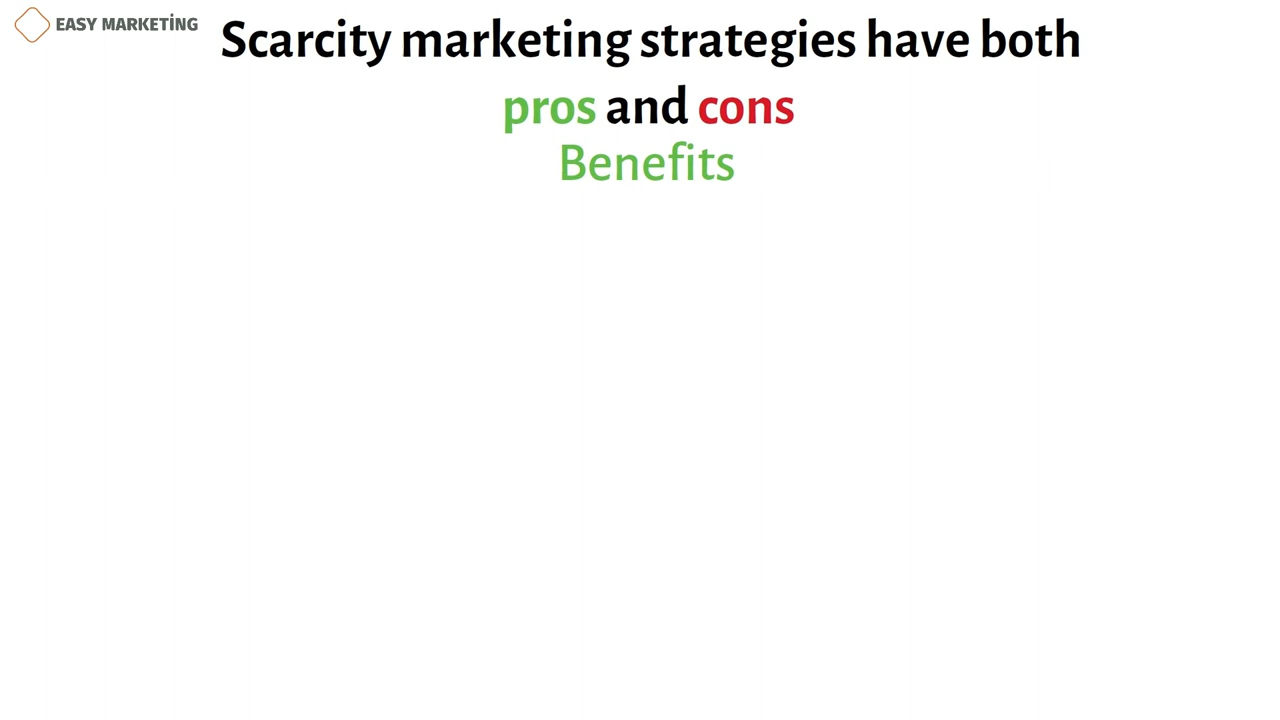 EASY MARKETİNG
Scarcity marketing strategies have both
pros and cons
Benefits